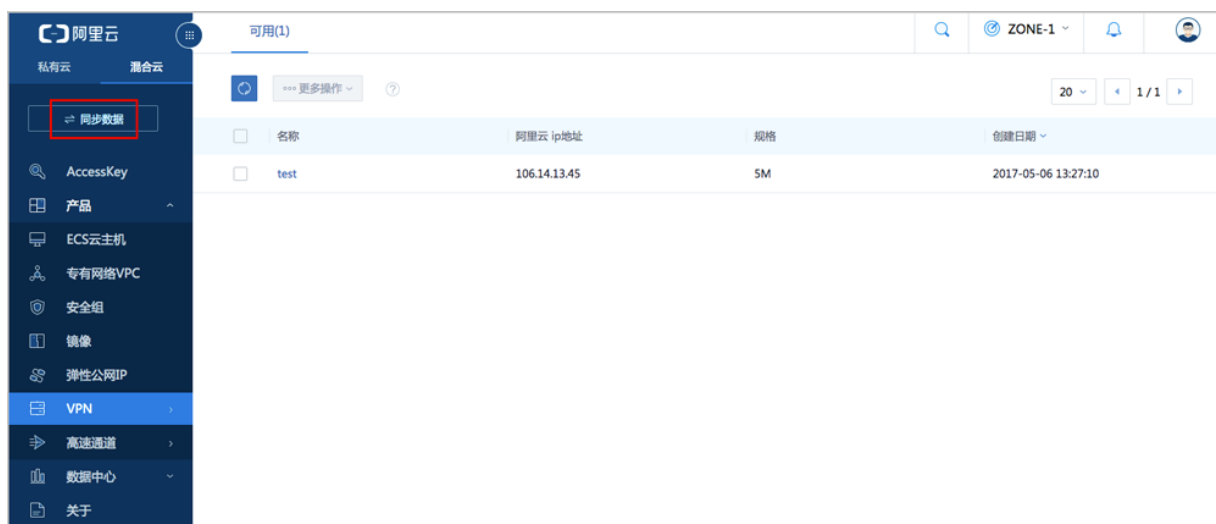 阿里云
可用(1)
ZONE-1
私有云 混合云
同步数据
更多操作
20
1 / 1
名称 阿里云 ip地址 规格 创建日期
test 106.14.13.45 5M 2017-05-06 13:27:10
AccessKey
产品
ECS云主机
专有网络VPC
安全组
镜像
弹性公网IP
VPN
高速通道
数据中心
关于